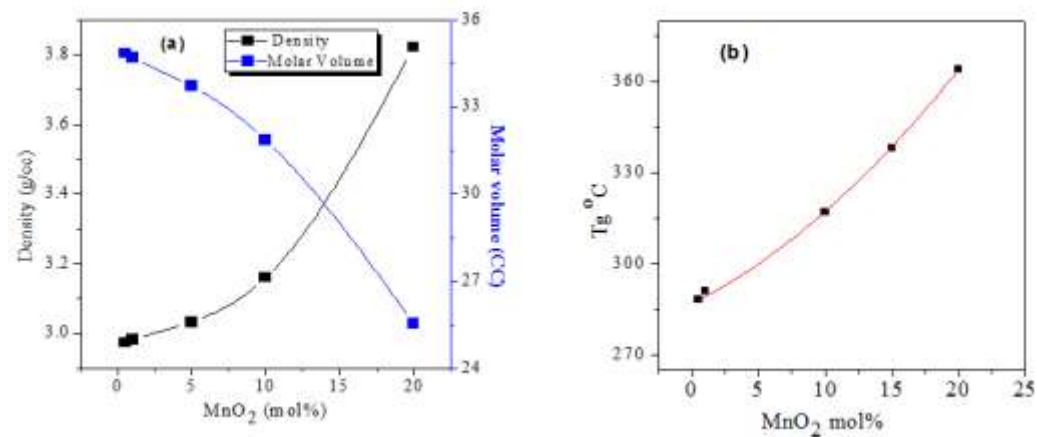 (a)
Density
Molar Volume
3.8
3.6
3.4
3.2
3.0
Density (g/cc)
36
33
30
27
24
Molar volume (CC)
0
5
10
15
20
MnO2 (mol%)
(b)
360
330
300
270
Tg °C
0
5
10
15
20
25
MnO2 mol%